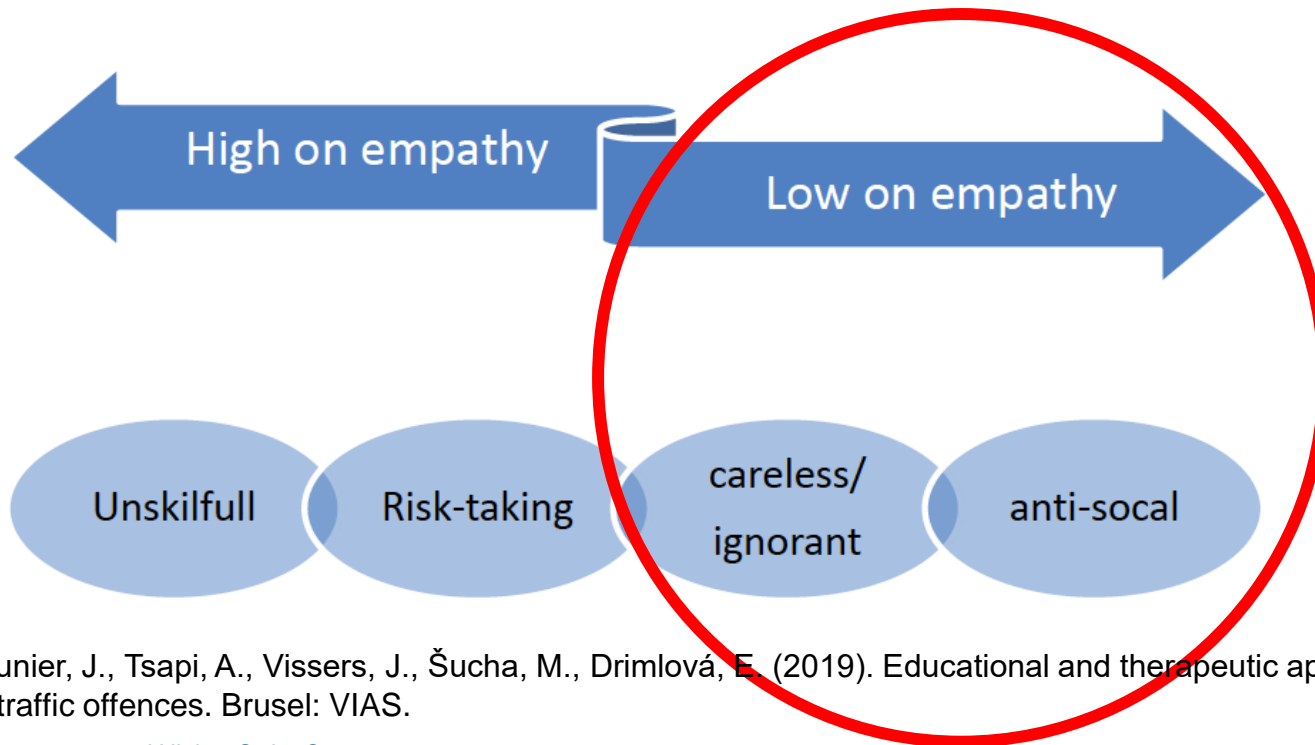 High on empathy
Low on empathy
Unskilfull
Risk-taking
careless/
ignorant
anti-socal
unier, J., Tsapi, A., Vissers, J., Šucha, M., Drimlová, E. (2019). Educational and therapeutic ap
traffic offences. Brusel: VIAS.